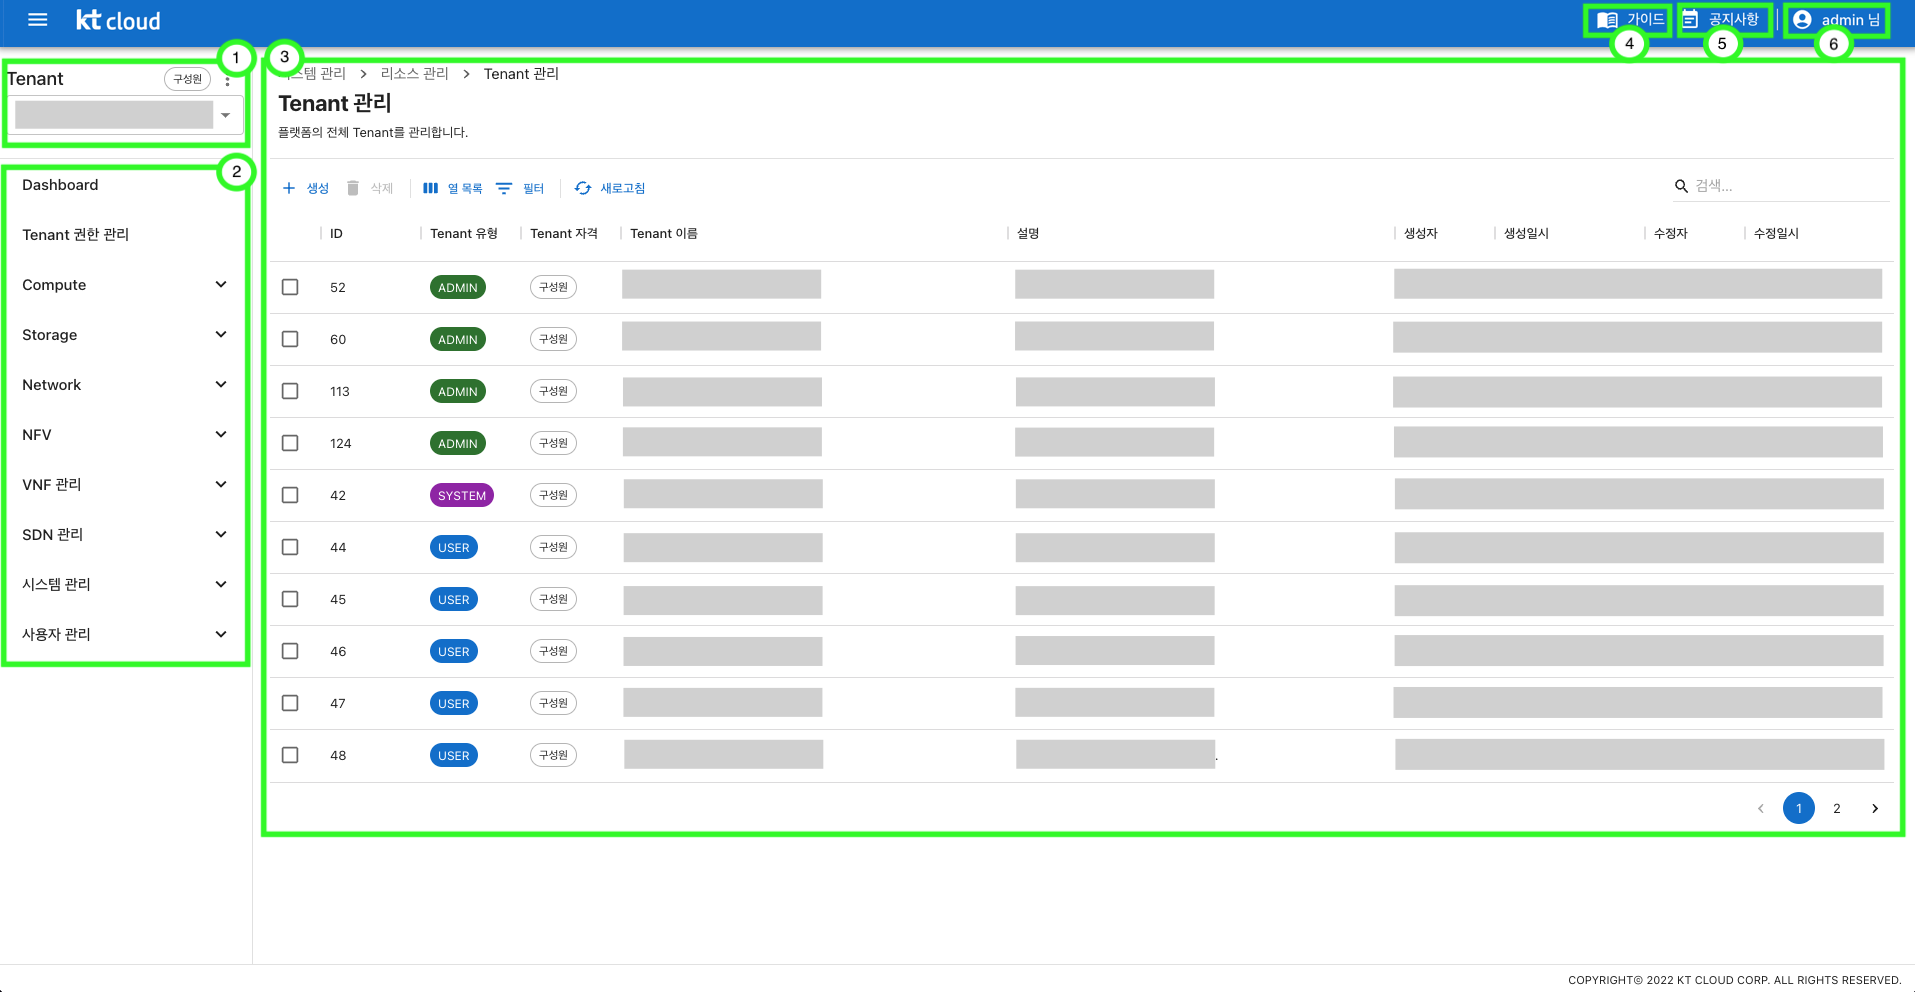 kt cloud
가이드
공지사항
admin 님
4
5
6
1
Tenant
구성원
2
Dashboard
Tenant 권한 관리
Compute
Storage
Network
NFV
VNF 관리
SDN 관리
시스템 관리
사용자 관리
3
시스템 관리 > 리소스 관리 > Tenant 관리
Tenant 관리
플랫폼의 전체 Tenant를 관리합니다.
생성 삭제 열 목록 필터 새로고침 검색...
ID Tenant 유형 Tenant 자격 Tenant 이름 설명 생성자 생성일시 수정자 수정일시
52 ADMIN 구성원
60 ADMIN 구성원
113 ADMIN 구성원
124 ADMIN 구성원
42 SYSTEM 구성원
44 USER 구성원
45 USER 구성원
46 USER 구성원
47 USER 구성원
48 USER 구성원 .
< 1 2 >
COPYRIGHT© 2022 KT CLOUD CORP. ALL RIGHTS RESERVED.